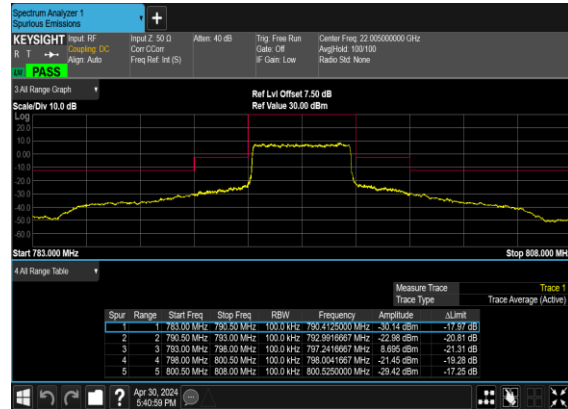 Spectrum Analyzer 1
Spurious Emissions
+
KEYSIGHT Input: RF Input Z: 50 Ω Atten: 40 dB Trig: Free Run Center Freq: 22.005000000 GHz
R T Coupling: DC Corr CCorr Gate: Off Avg|Hold: 100/100
Align: Auto Freq Ref: Int (S) IF Gain: Low Radio Std: None
PASS
3 All Range Graph
Ref Lvl Offset 7.50 dB
Scale/Div 10.0 dB Ref Value 30.00 dBm
Log
20.0
10.0
0.00
-10.0
-20.0
-30.0
-40.0
-50.0
-60.0
Start 783.000 MHz Stop 808.000 MH
4 All Range Table
Measure Trace Trace 1
Trace Type Trace Average (Active)
Spur Range Start Freq Stop Freq RBW Frequency Amplitude ΔLimit
1 1 783.00 MHz 790.50 MHz 100.0 kHz 790.4125000 MHz -30.14 dBm -17.97 dB
2 2 790.50 MHz 793.00 MHz 100.0 kHz 792.9916667 MHz -22.98 dBm -20.81 dB
3 3 793.00 MHz 798.00 MHz 100.0 kHz 797.2416667 MHz 8.695 dBm -21.31 dB
4 4 798.00 MHz 800.50 MHz 100.0 kHz 798.0041667 MHz -21.45 dBm -19.28 dB
5 5 800.50 MHz 808.00 MHz 100.0 kHz 800.5250000 MHz -29.42 dBm -17.25 dB
? Apr 30, 2024
5:40:59 PM